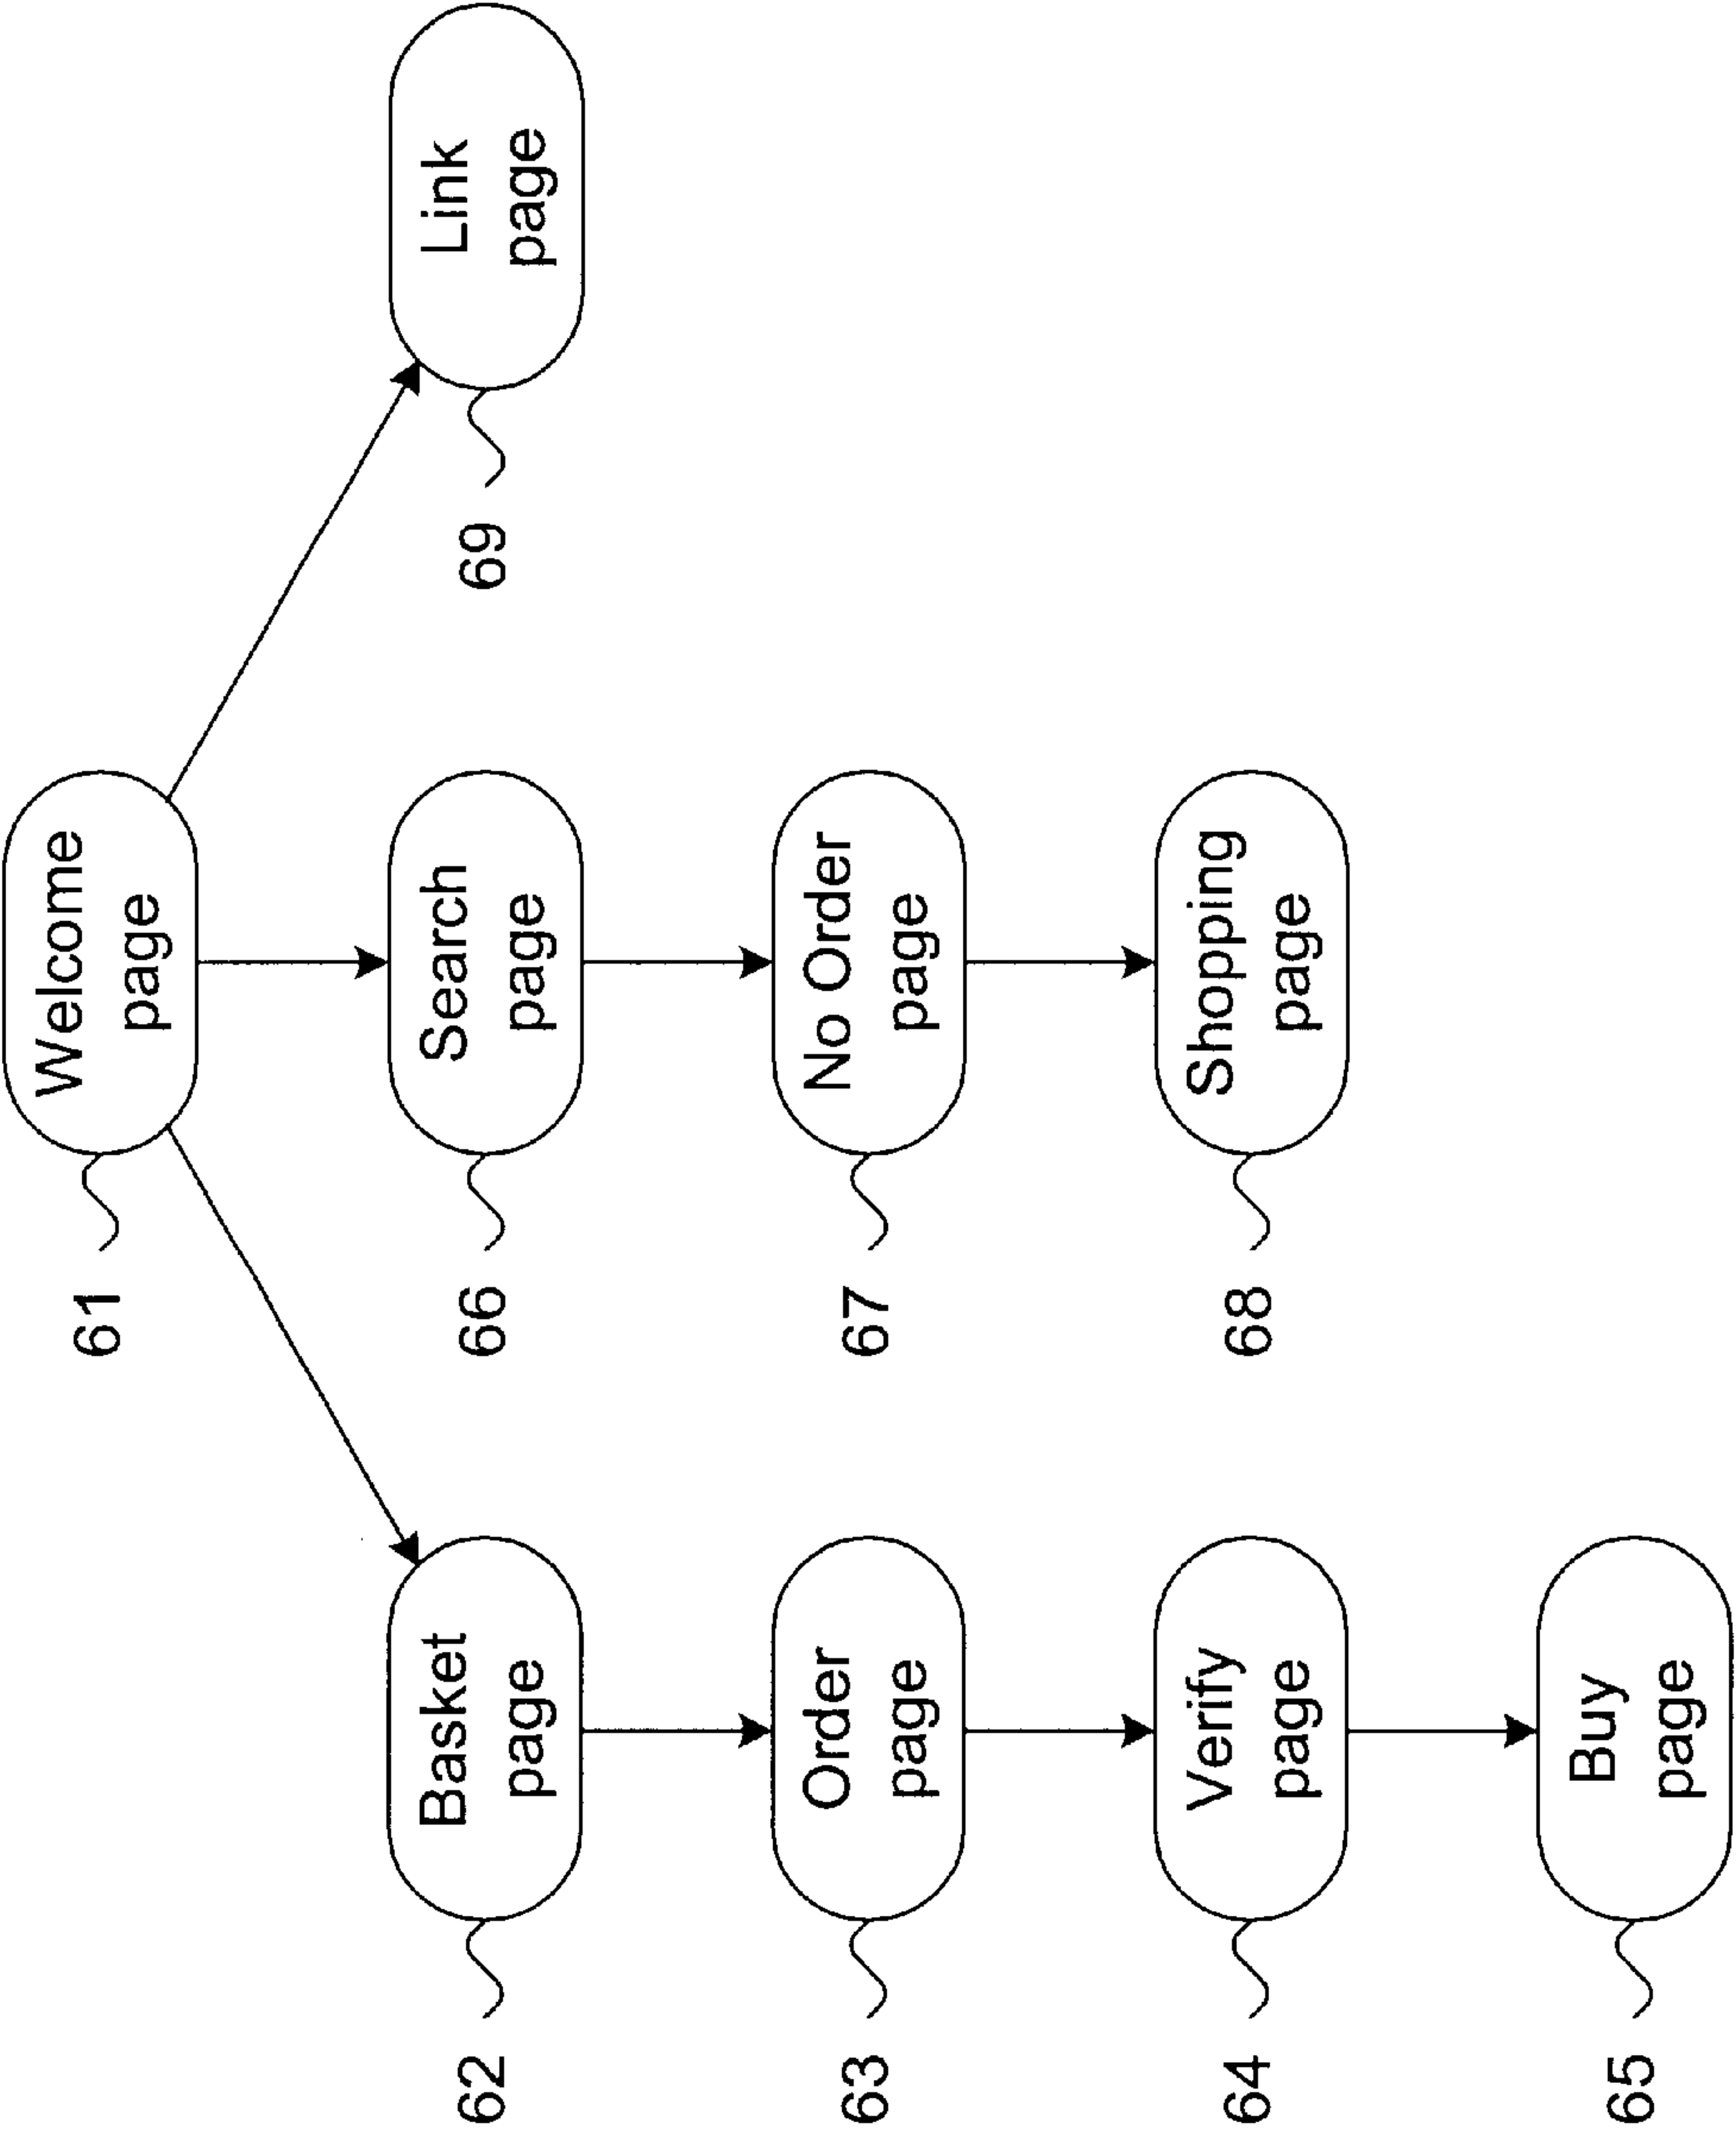 Welcome
page
61
Basket
page
62
Search
page
66
Link
page
69
Order
page
63
No Order
page
67
Verify
page
64
Shopping
page
68
Buy
page
65